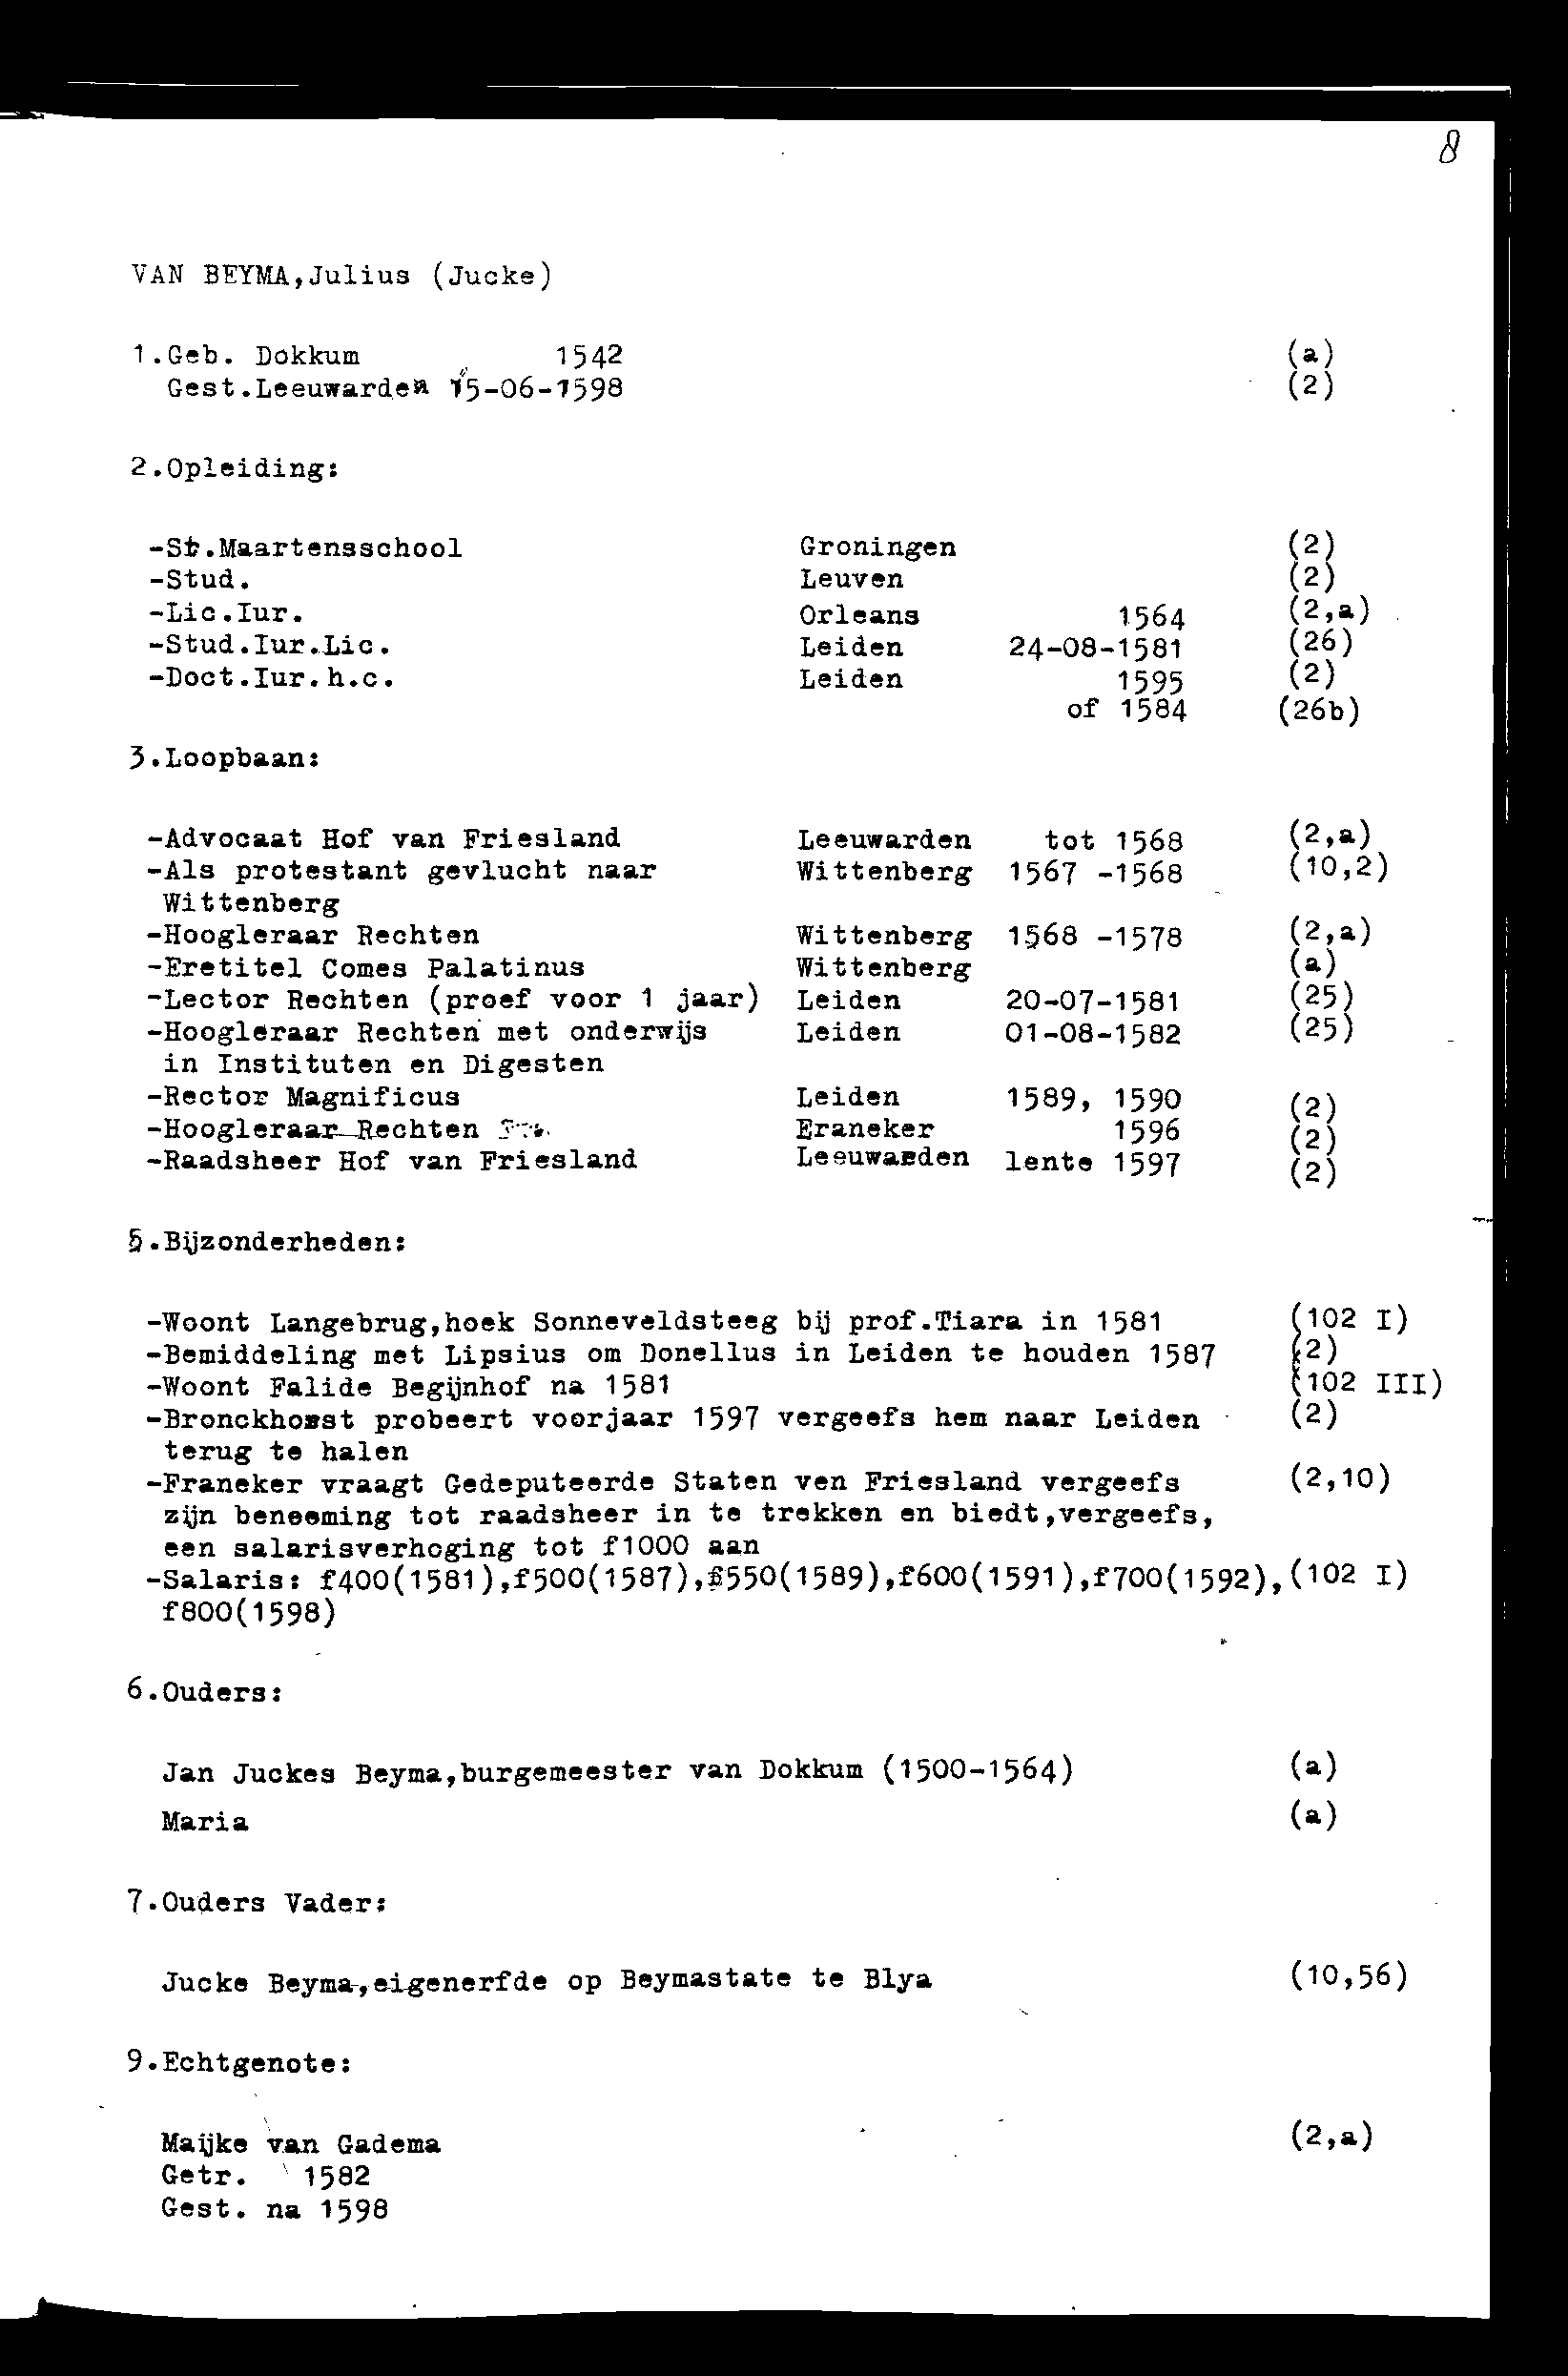 8
VAN BEYMA,Julius (Jucke)
1.Geb. Dokkum 1542 (a)
Gest.Leeuwarden 15-06-1598 (2)
2.Opleiding:
-St.Maartensschool Groningen (2)
-Stud. Leuven (2)
-Lic.Iur. Orleans 1564 (2,a)
-Stud.Iur.Lic. Leiden 24-08-1581 (26)
-Doct.Iur.h.c. Leiden 1595 (2)
of 1584 (26b)
3.Loopbaan:
-Advocaat Hof van Friesland Leeuwarden tot 1568 (2,a)
-Als protestant gevlucht naar Wittenberg 1567 -1568 (10,2)
Wittenberg
-Hoogleraar Rechten Wittenberg 1568 -1578 (2,a)
-Eretitel Comes Palatinus Wittenberg (a)
-Lector Rechten (proef voor 1 jaar) Leiden 20-07-1581 (25)
-Hoogleraar Rechten met onderwijs Leiden 01-08-1582 (25)
in Instituten en Digesten
-Rector Magnificus Leiden 1589, 1590 (2)
-Hoogleraar Rechten Franeker 1596 (2)
-Raadsheer Hof van Friesland Leeuwarden lente 1597 (2)
5.Bijzonderheden:
-Woont Langebrug,hoek Sonneveldsteeg bij prof.Tiara in 1581 (102 I)
-Bemiddeling met Lipsius om Donellus in Leiden te houden 1587 (2)
-Woont Falide Begijnhof na 1581 (102 III)
-Bronckhorst probeert voorjaar 1597 vergeefs hem naar Leiden (2)
terug te halen
-Franeker vraagt Gedeputeerde Staten ven Friesland vergeefs (2,10)
zijn beneeming tot raadsheer in te trekken en biedt,vergeefs,
een salarisverhoging tot f1000 aan
-Salaris: f400(1581),f500(1587),f550(1589),f600(1591),f700(1592), (102 I)
f800(1598)
6.Ouders:
Jan Juckes Beyma,burgemeester van Dokkum (1500-1564) (a)
Maria (a)
7.Ouders Vader:
Jucke Beyma,eigenerfde op Beymastate te Blya (10,56)
9.Echtgenote:
Maijke van Gadema (2,a)
Getr. 1582
Gest. na 1598